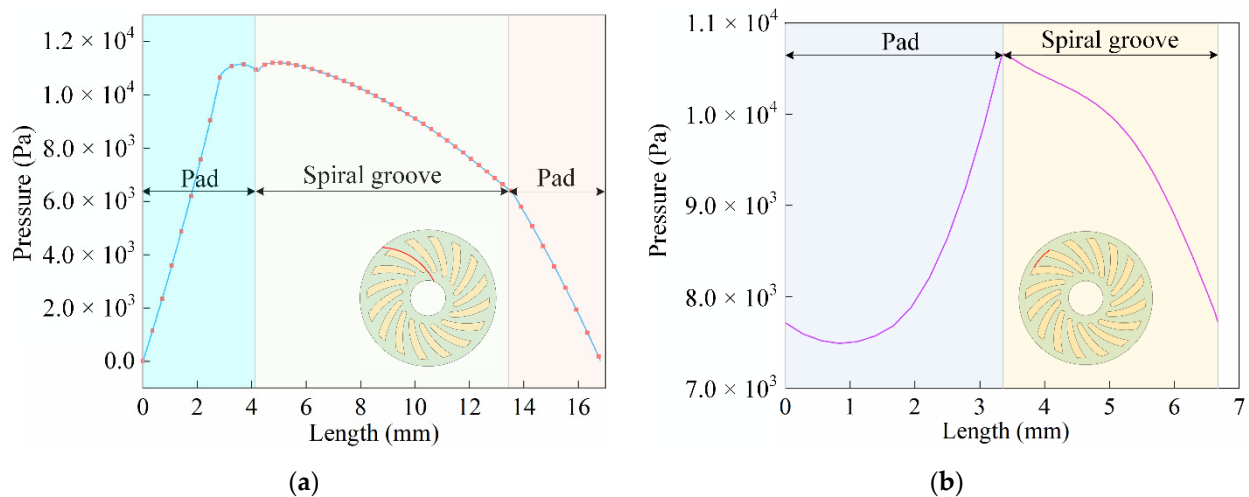 1.2 × 10⁴
1.0 × 10⁴
8.0 × 10³
6.0 × 10³
4.0 × 10³
2.0 × 10³
0.0
Pressure (Pa)
Pad
Spiral groove
Pad
0 2 4 6 8 10 12 14 16
Length (mm)
(a)
1.1 × 10⁴
1.0 × 10⁴
9.0 × 10³
8.0 × 10³
7.0 × 10³
Pressure (Pa)
Pad
Spiral groove
0 1 2 3 4 5 6 7
Length (mm)
(b)